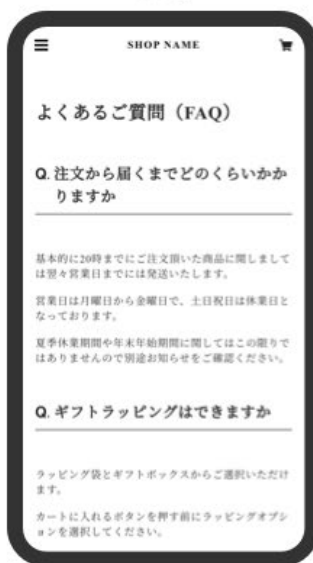 SHOP NAME
よくあるご質問（FAQ）
Q. 注文から届くまでどのくらいかか
りますか
基本的に20時までにご注文頂いた商品に関しまして
は翌々営業日までには発送いたします。
営業日は月曜日から金曜日で、土日祝日は休業日と
なっております。
夏季休業期間や年末年始期間に関してはこの限りで
はありませんので別途お知らせをご確認ください。
Q. ギフトラッピングはできますか
ラッピング袋とギフトボックスからご選択いただけ
ます。
カートに入れるボタンを押す前にラッピングオプシ
ョンを選択してください。